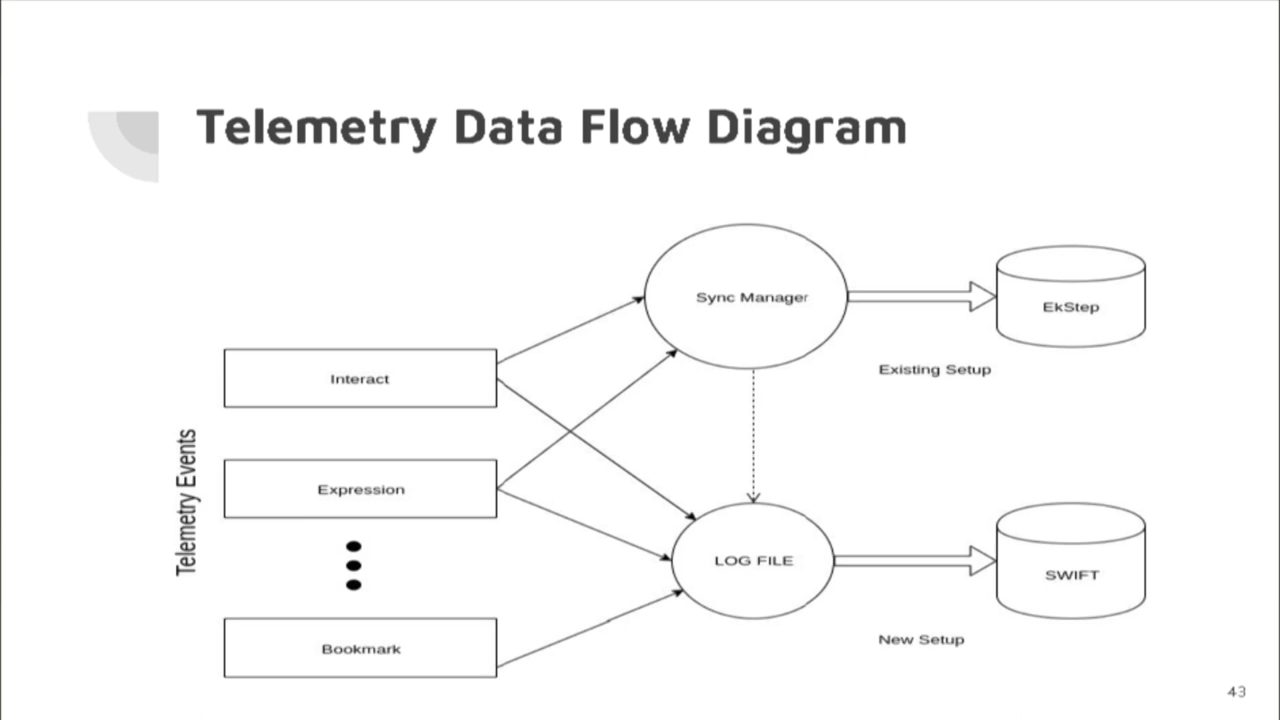 Telemetry Data Flow Diagram
Sync Manager
EkStep
Existing Setup
Interact
Telemetry Events
Expression
LOG FILE
SWIFT
New Setup
Bookmark
43